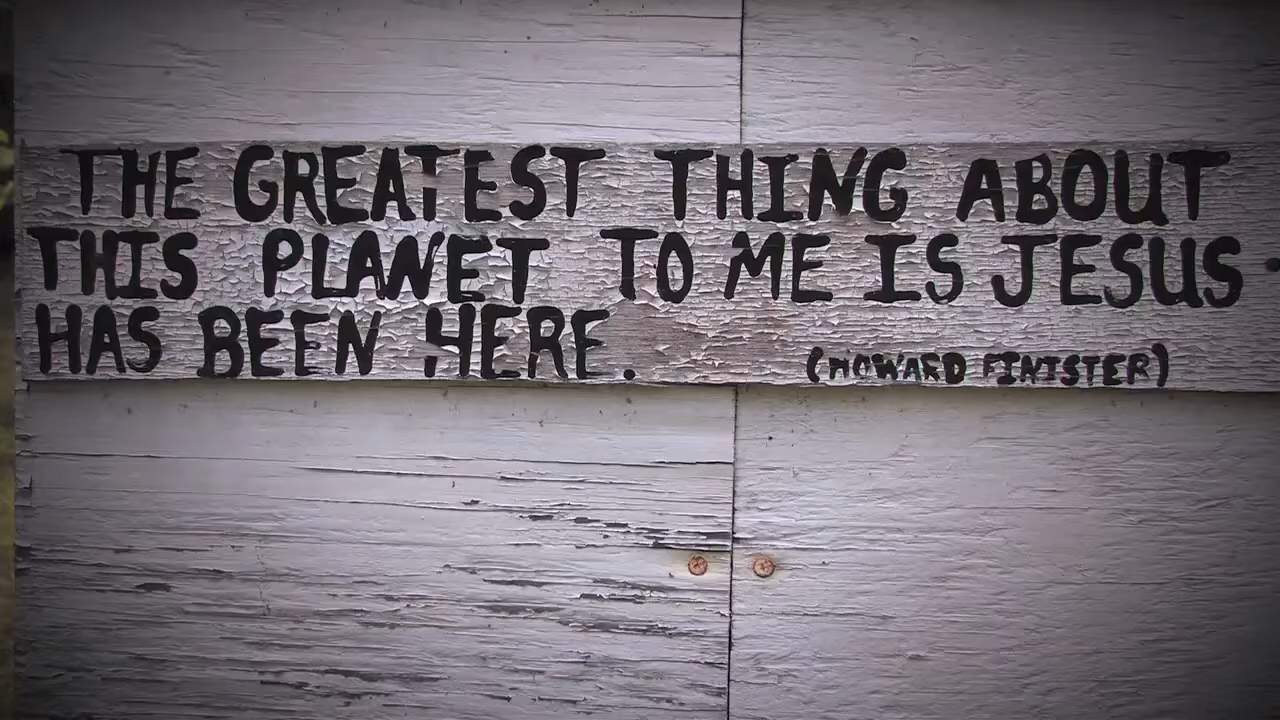 THE GREATEST THING ABOUT
THIS PLANET TO ME IS JESUS.
HAS BEEN HERE.
(HOWARD FINISTER)